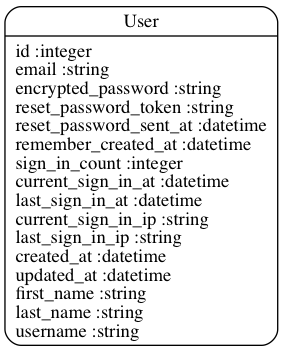 User
id :integer
email :string
encrypted_password :string
reset_password_token :string
reset_password_sent_at :datetime
remember_created_at :datetime
sign_in_count :integer
current_sign_in_at :datetime
last_sign_in_at :datetime
current_sign_in_ip :string
last_sign_in_ip :string
created_at :datetime
updated_at :datetime
first_name :string
last_name :string
username :string